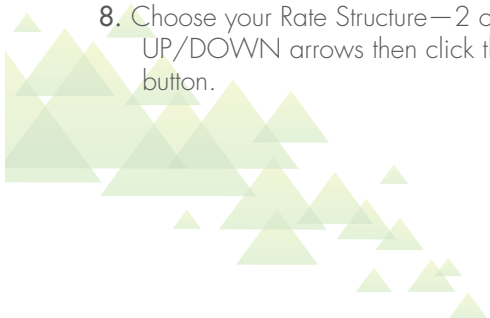 8. Choose your Rate Structure—2 
UP/DOWN arrows then click 
button.